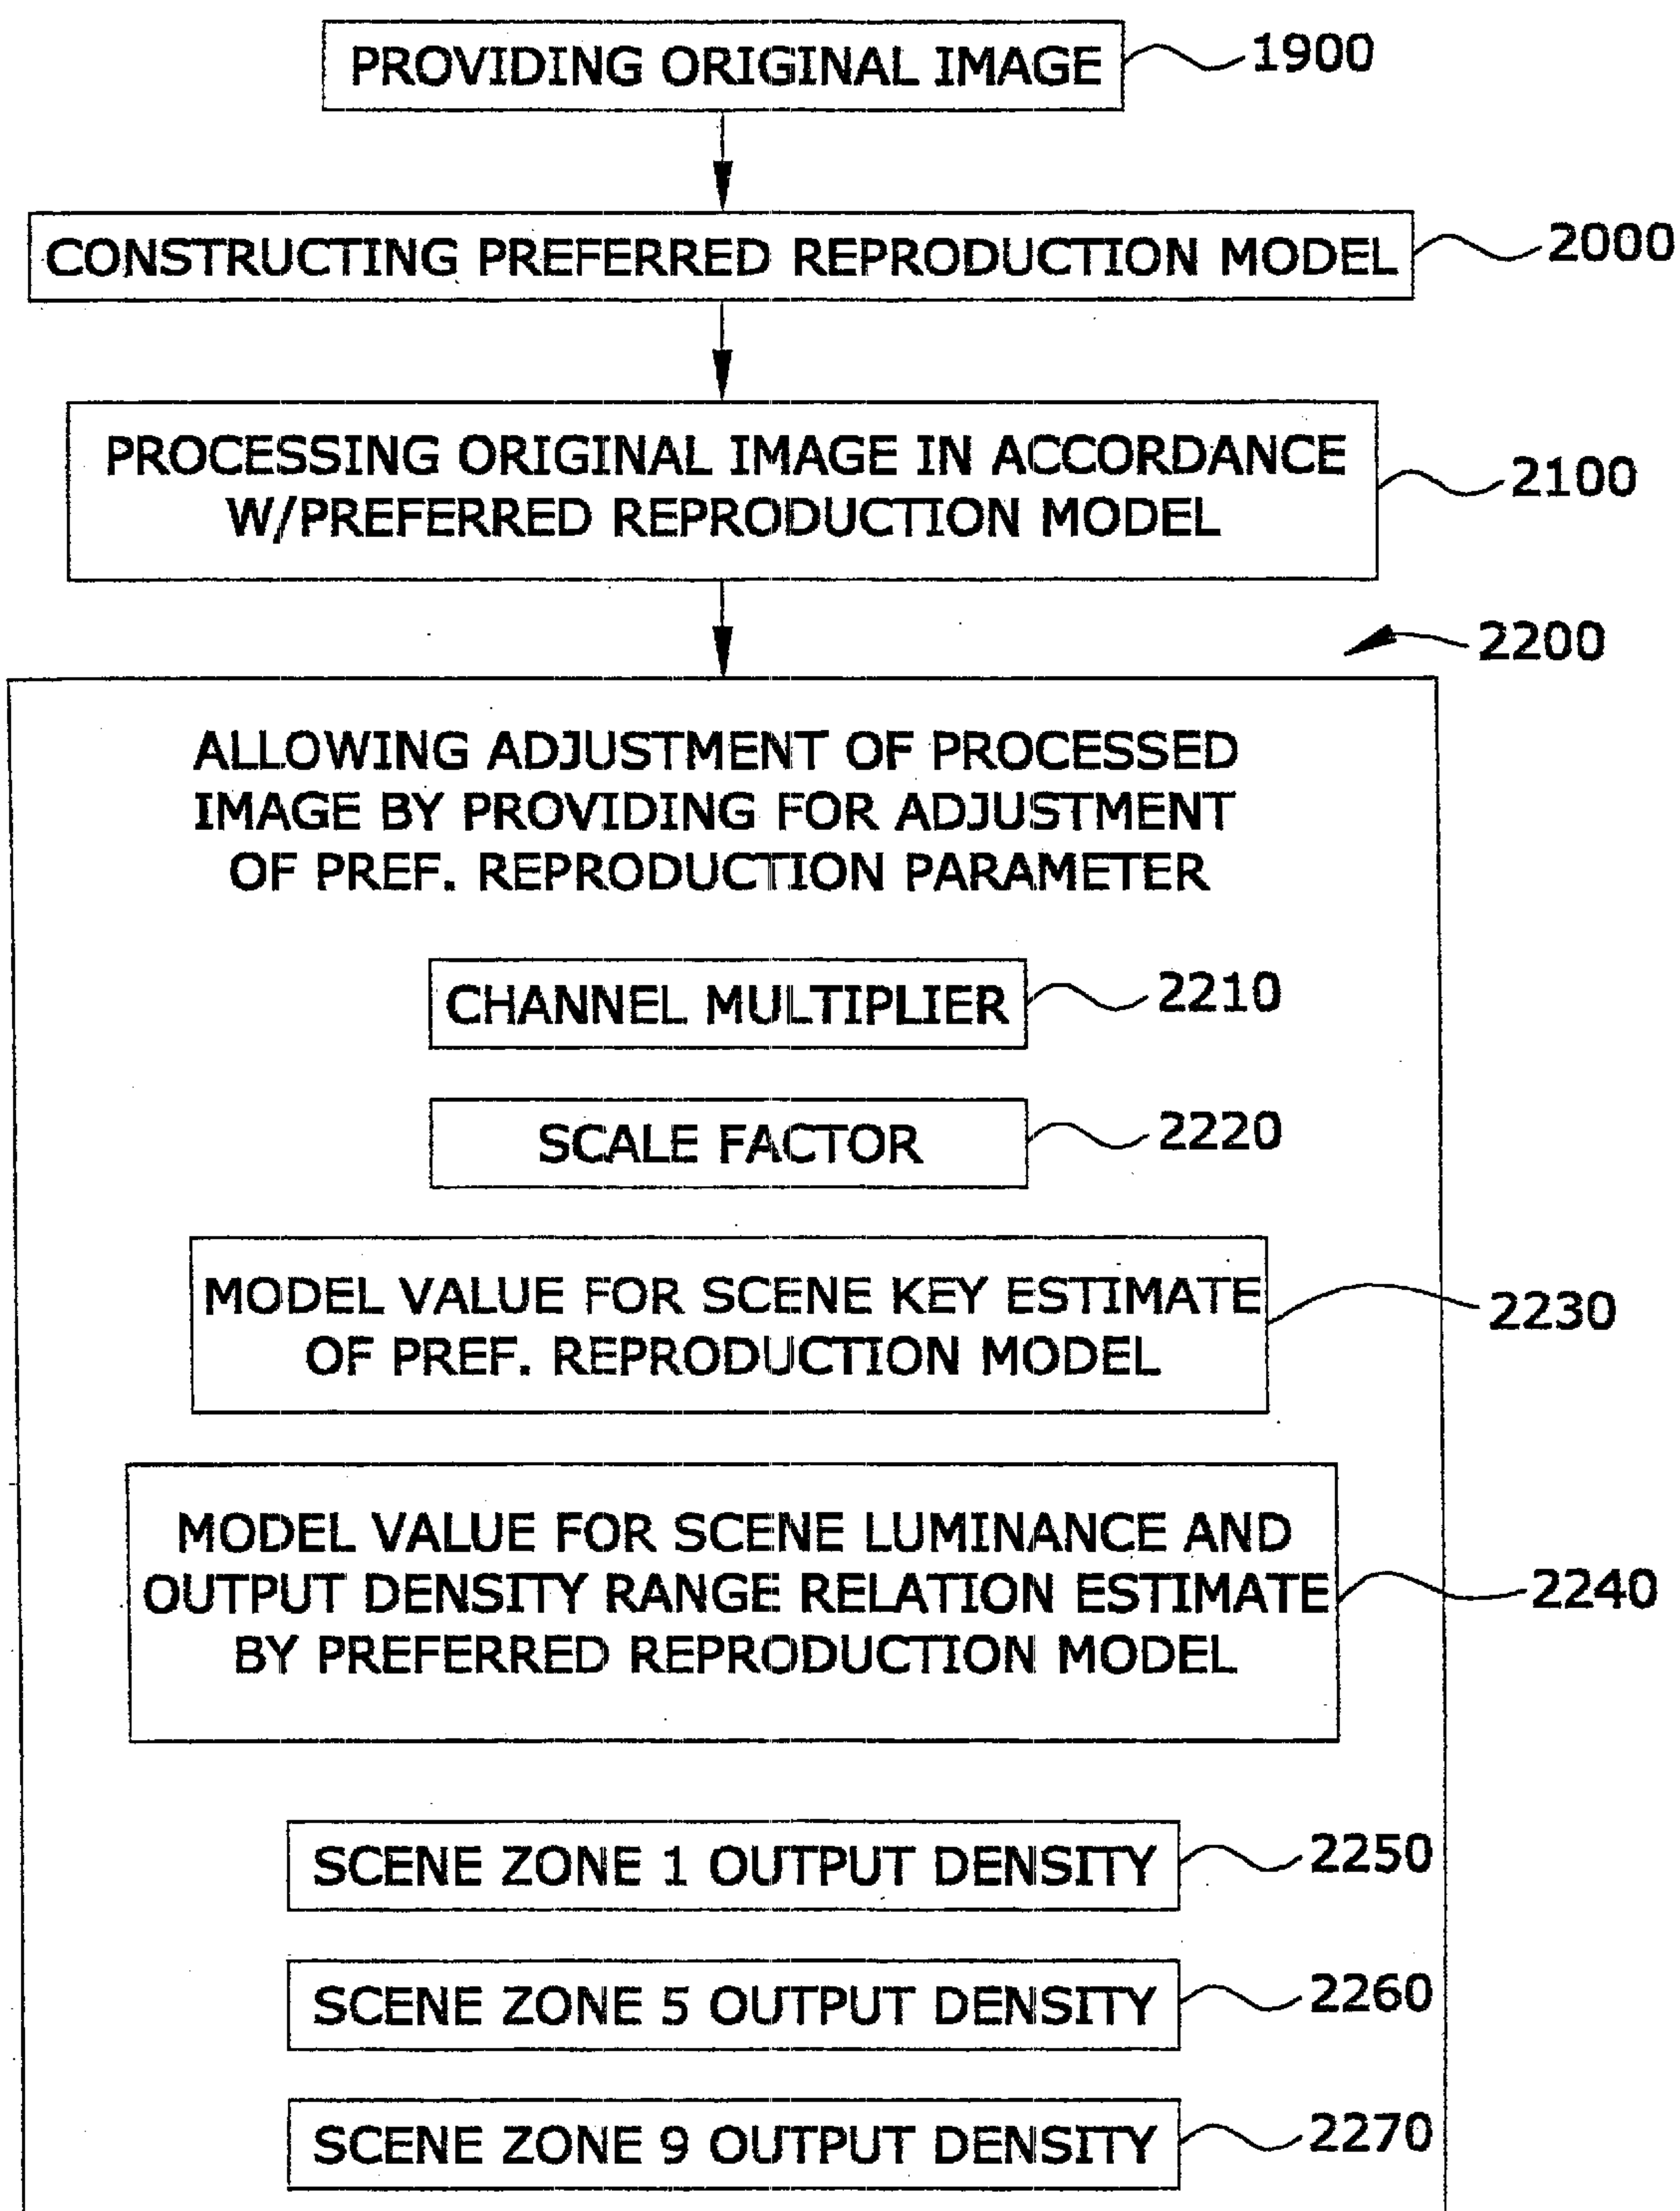 PROVIDING ORIGINAL IMAGE 1900
CONSTRUCTING PREFERRED REPRODUCTION MODEL 2000
PROCESSING ORIGINAL IMAGE IN ACCORDANCE
W/PREFERRED REPRODUCTION MODEL
2100
2200
ALLOWING ADJUSTMENT OF PROCESSED
IMAGE BY PROVIDING FOR ADJUSTMENT
OF PREF. REPRODUCTION PARAMETER
CHANNEL MULTIPLIER 2210
SCALE FACTOR 2220
MODEL VALUE FOR SCENE KEY ESTIMATE
OF PREF. REPRODUCTION MODEL
2230
MODEL VALUE FOR SCENE LUMINANCE AND
OUTPUT DENSITY RANGE RELATION ESTIMATE
BY PREFERRED REPRODUCTION MODEL
2240
SCENE ZONE 1 OUTPUT DENSITY 2250
SCENE ZONE 5 OUTPUT DENSITY 2260
SCENE ZONE 9 OUTPUT DENSITY 2270